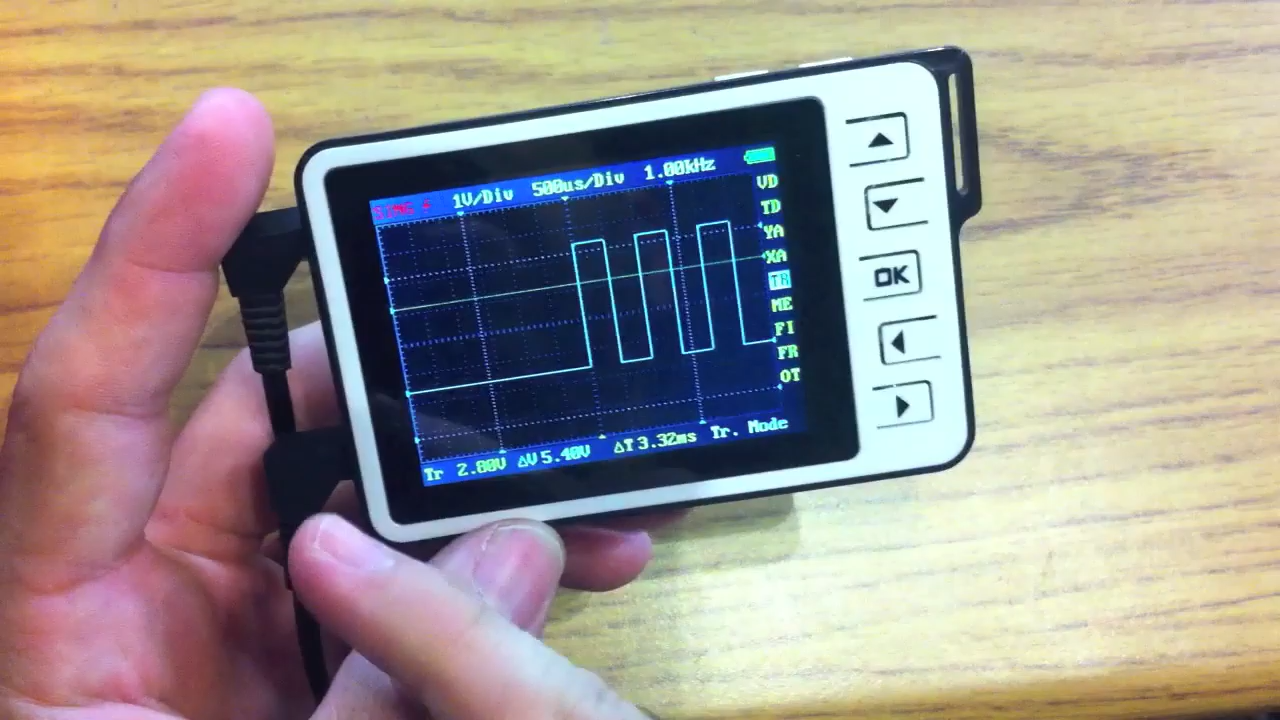 SING 1V/Div 500us/Div 1.00kHz
VD
TD
YA
XA
TR
ME
FI
FR
OT
Tr 2.80V ΔV 5.40V ΔT 3.32ms Tr. Mode
OK